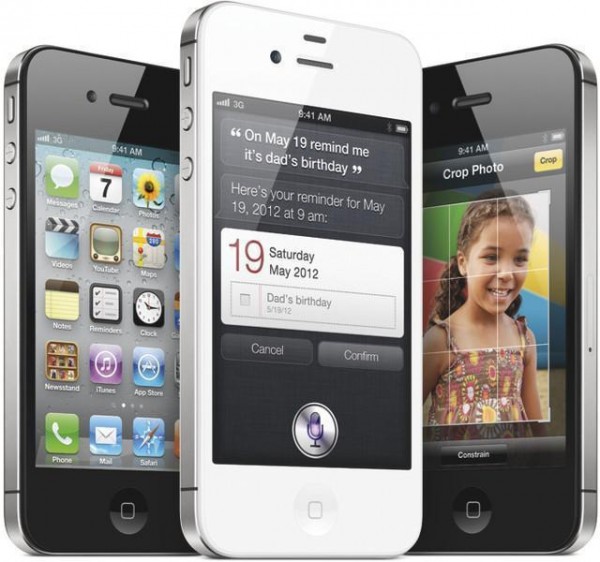 3G
9:41 AM
Messages
Friday
7
Calendar
Photos
Videos
YouTube
280
Maps
Notes
Reminders
Clock
Newsstand
iTunes
App Store
Phone
Mail
Safari
3G
9:41 AM
“ On May 19 remind me
it's dad's birthday ”
Here's your reminder for May
19, 2012 at 9 am:
19
Saturday
May 2012
Dad's birthday
5/19/12
Cancel
Confirm
9:41 AM
Crop Photo
Crop
Constrain